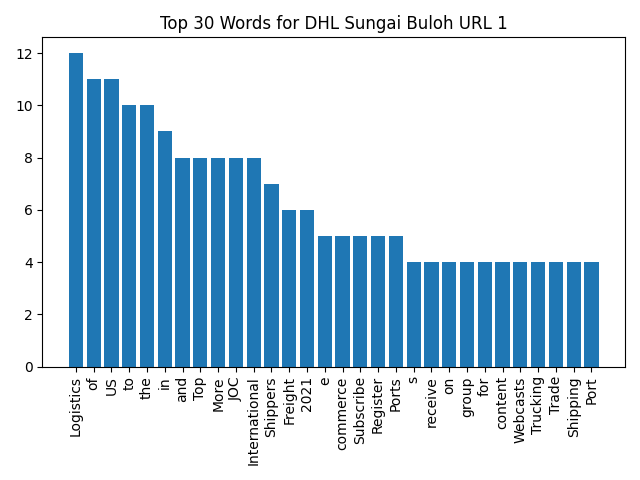 Top 30 Words for DHL Sungai Buloh URL 1
12
10
8
6
4
2
0
Logistics
of
US
to
the
in
and
Top
More
JOC
International
Shippers
Freight
2021
e
commerce
Subscribe
Register
Ports
s
receive
on
group
for
content
Webcasts
Trucking
Trade
Shipping
Port